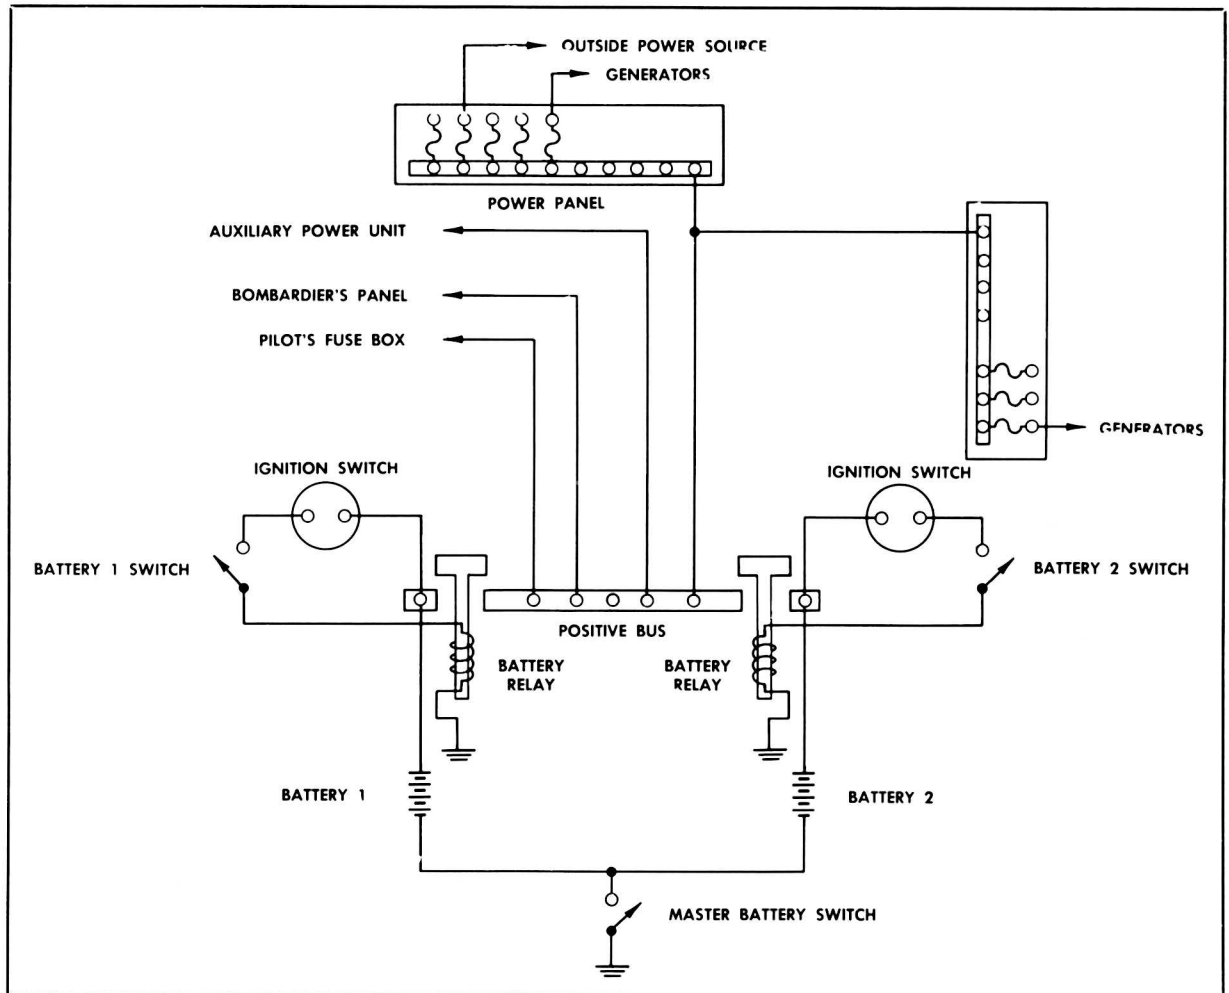 OUTSIDE POWER SOURCE
GENERATORS
POWER PANEL
AUXILIARY POWER UNIT
BOMBARDIER'S PANEL
PILOT'S FUSE BOX
GENERATORS
IGNITION SWITCH
IGNITION SWITCH
BATTERY 1 SWITCH
BATTERY 2 SWITCH
POSITIVE BUS
BATTERY
RELAY
BATTERY
RELAY
BATTERY 1
BATTERY 2
MASTER BATTERY SWITCH